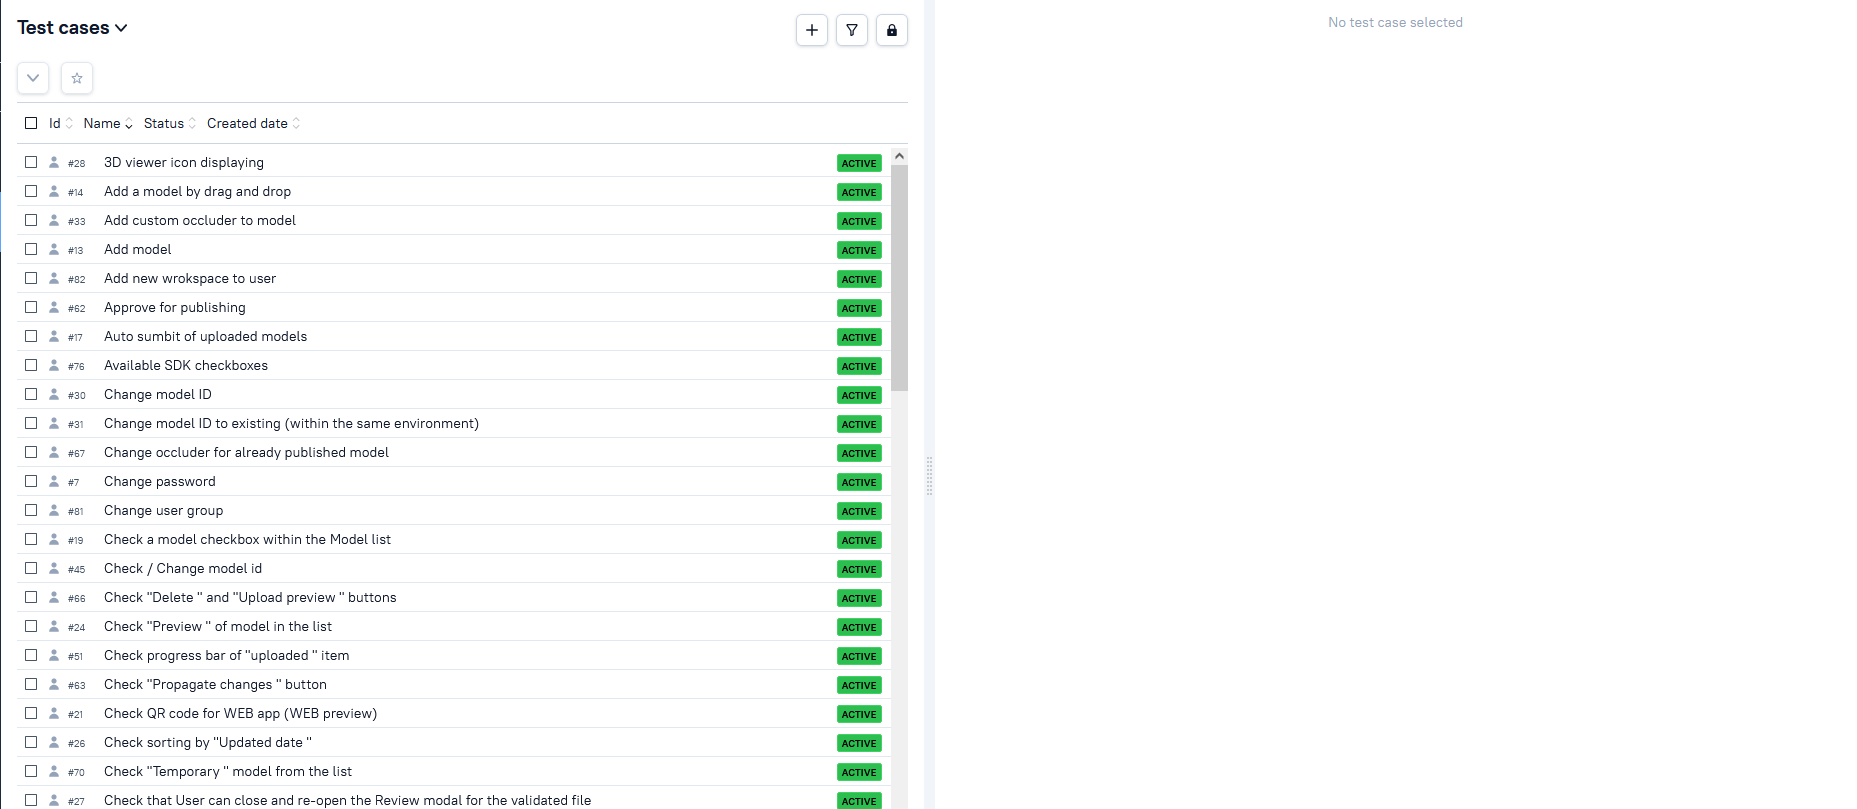 Test cases
No test case selected
Id Name Status Created date
#28 3D viewer icon displaying ACTIVE
#14 Add a model by drag and drop ACTIVE
#33 Add custom occluder to model ACTIVE
#13 Add model ACTIVE
#82 Add new wrokspace to user ACTIVE
#62 Approve for publishing ACTIVE
#17 Auto sumbit of uploaded models ACTIVE
#76 Available SDK checkboxes ACTIVE
#30 Change model ID ACTIVE
#31 Change model ID to existing (within the same environment) ACTIVE
#67 Change occluder for already published model ACTIVE
#7 Change password ACTIVE
#81 Change user group ACTIVE
#19 Check a model checkbox within the Model list ACTIVE
#45 Check / Change model id ACTIVE
#66 Check "Delete " and "Upload preview " buttons ACTIVE
#24 Check "Preview " of model in the list ACTIVE
#51 Check progress bar of "uploaded " item ACTIVE
#63 Check "Propagate changes " button ACTIVE
#21 Check QR code for WEB app (WEB preview) ACTIVE
#26 Check sorting by "Updated date " ACTIVE
#70 Check "Temporary " model from the list ACTIVE
#27 Check that User can close and re-open the Review modal for the validated file ACTIVE